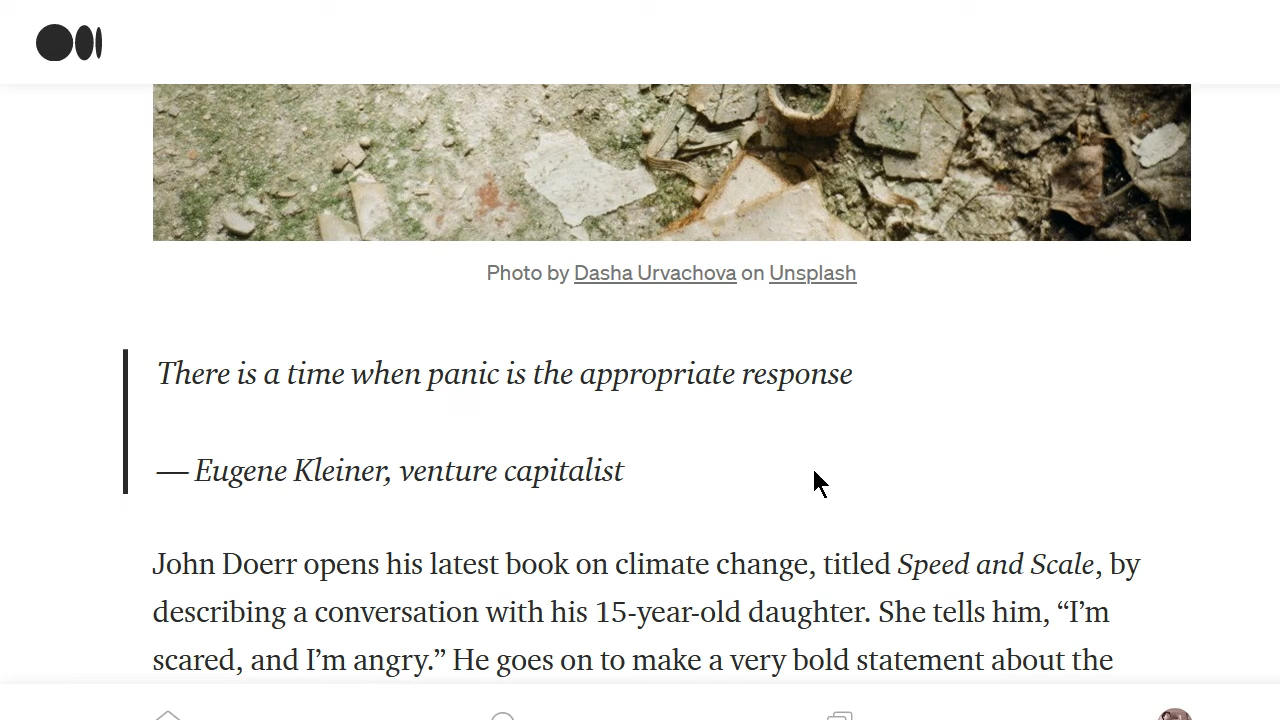 Photo by Dasha Urvachova on Unsplash
There is a time when panic is the appropriate response
— Eugene Kleiner, venture capitalist
John Doerr opens his latest book on climate change, titled Speed and Scale, by
describing a conversation with his 15-year-old daughter. She tells him, “I’m
scared, and I’m angry.” He goes on to make a very bold statement about the